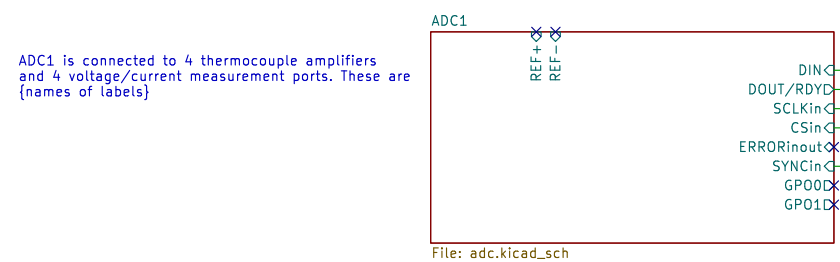 ADC1
ADC1 is connected to 4 thermocouple amplifiers
and 4 voltage/current measurement ports. These are
{names of labels}
REF+
REF-
DIN
DOUT/RDY
SCLKin
CSin
ERRORinout
SYNCin
GPO0
GPO1
File: adc.kicad_sch